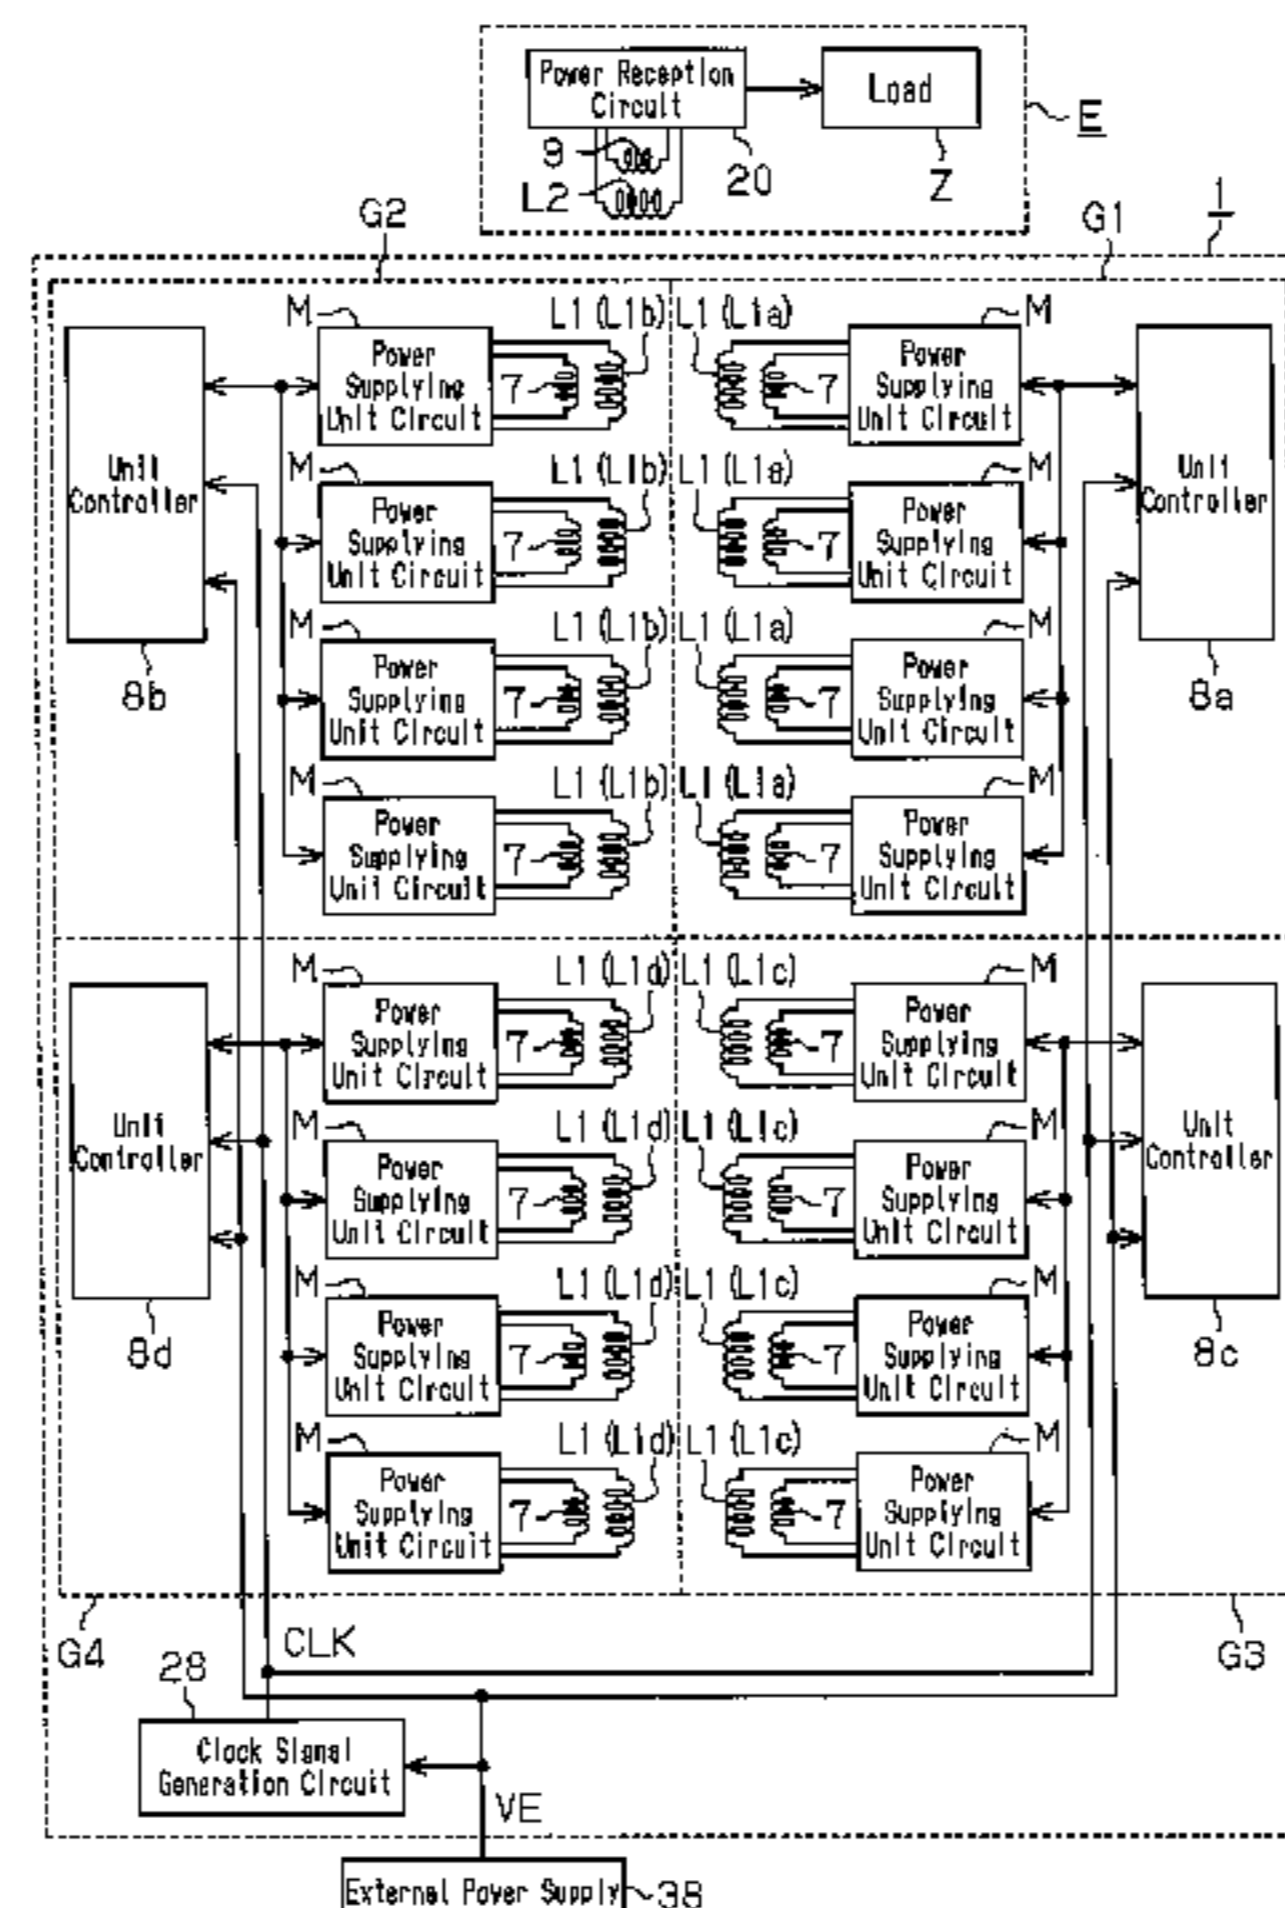 Power Reception
Circuit
Load
E
9
20
Z
L2
G2
G1
1
M
L1 (L1b)
L1 (L1a)
M
Power
Supplying
Unit Circuit
7
7
Power
Supplying
Unit Circuit
M
L1 (L1b)
L1 (L1a)
M
Unit
Controller
Power
Supplying
Unit Circuit
7
7
Power
Supplying
Unit Circuit
Unit
Controller
M
L1 (L1b)
L1 (L1a)
M
8b
Power
Supplying
Unit Circuit
7
7
Power
Supplying
Unit Circuit
8a
M
L1 (L1b)
L1 (L1a)
M
Power
Supplying
Unit Circuit
7
7
Power
Supplying
Unit Circuit
M
L1 (L1d)
L1 (L1c)
M
Power
Supplying
Unit Circuit
7
7
Power
Supplying
Unit Circuit
M
L1 (L1d)
L1 (L1c)
M
Unit
Controller
Power
Supplying
Unit Circuit
7
7
Power
Supplying
Unit Circuit
Unit
Controller
M
L1 (L1d)
L1 (L1c)
M
8d
Power
Supplying
Unit Circuit
7
7
Power
Supplying
Unit Circuit
8c
M
L1 (L1d)
L1 (L1c)
M
Power
Supplying
Unit Circuit
7
7
Power
Supplying
Unit Circuit
G4
CLK
G3
28
Clock Signal
Generation Circuit
VE
External Power Supply
38